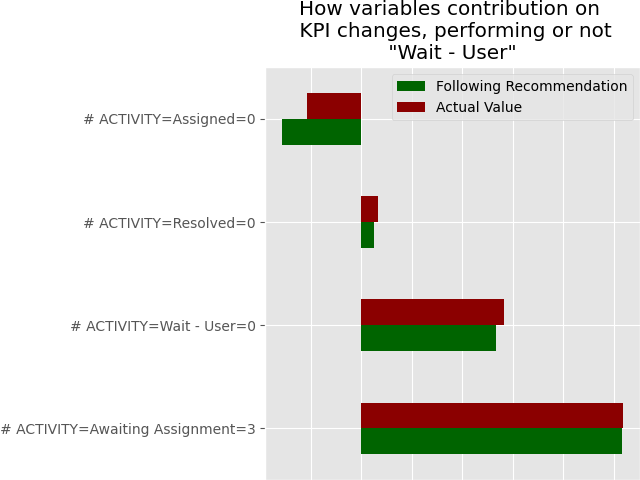 How variables contribution on
KPI changes, performing or not
"Wait - User"
Following Recommendation
Actual Value
# ACTIVITY=Assigned=0
# ACTIVITY=Resolved=0
# ACTIVITY=Wait - User=0
# ACTIVITY=Awaiting Assignment=3